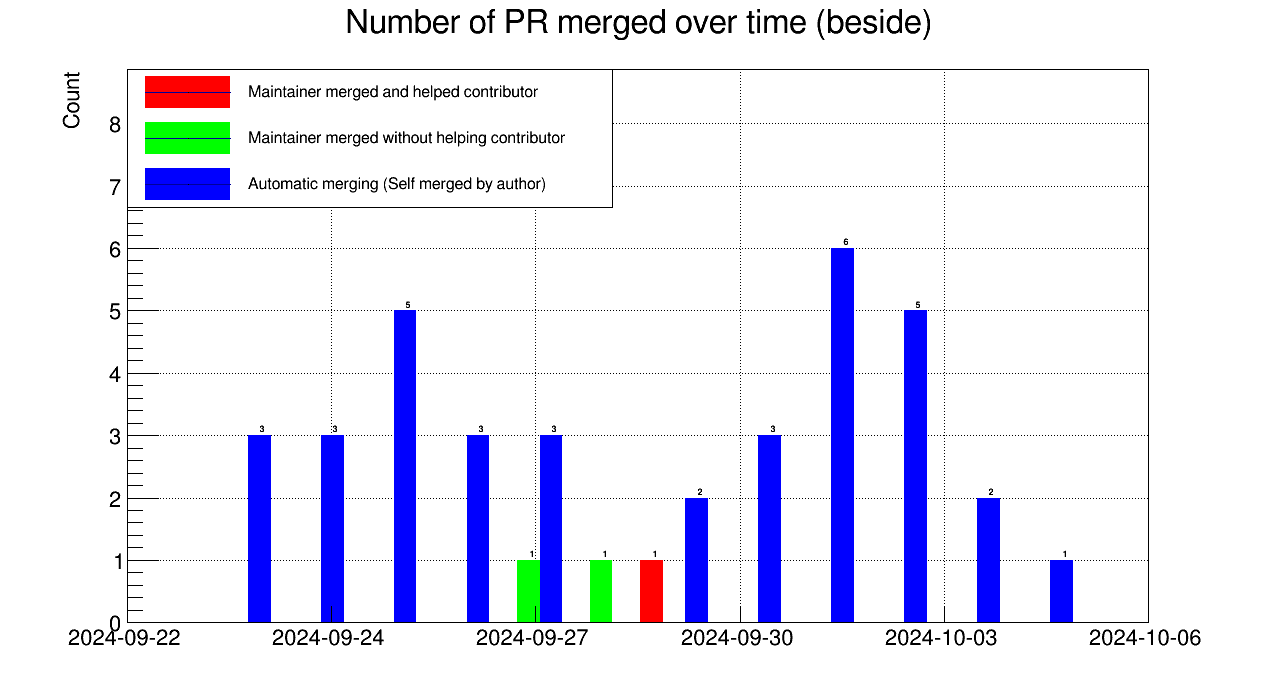 Number of PR merged over time (beside)
Count
Maintainer merged and helped contributor
Maintainer merged without helping contributor
Automatic merging (Self merged by author)
8
7
6
5
4
3
2
1
0
3 3 5 3 1 3 1 1 2 3 6 5 2 1
2024-09-22 2024-09-24 2024-09-27 2024-09-30 2024-10-03 2024-10-06